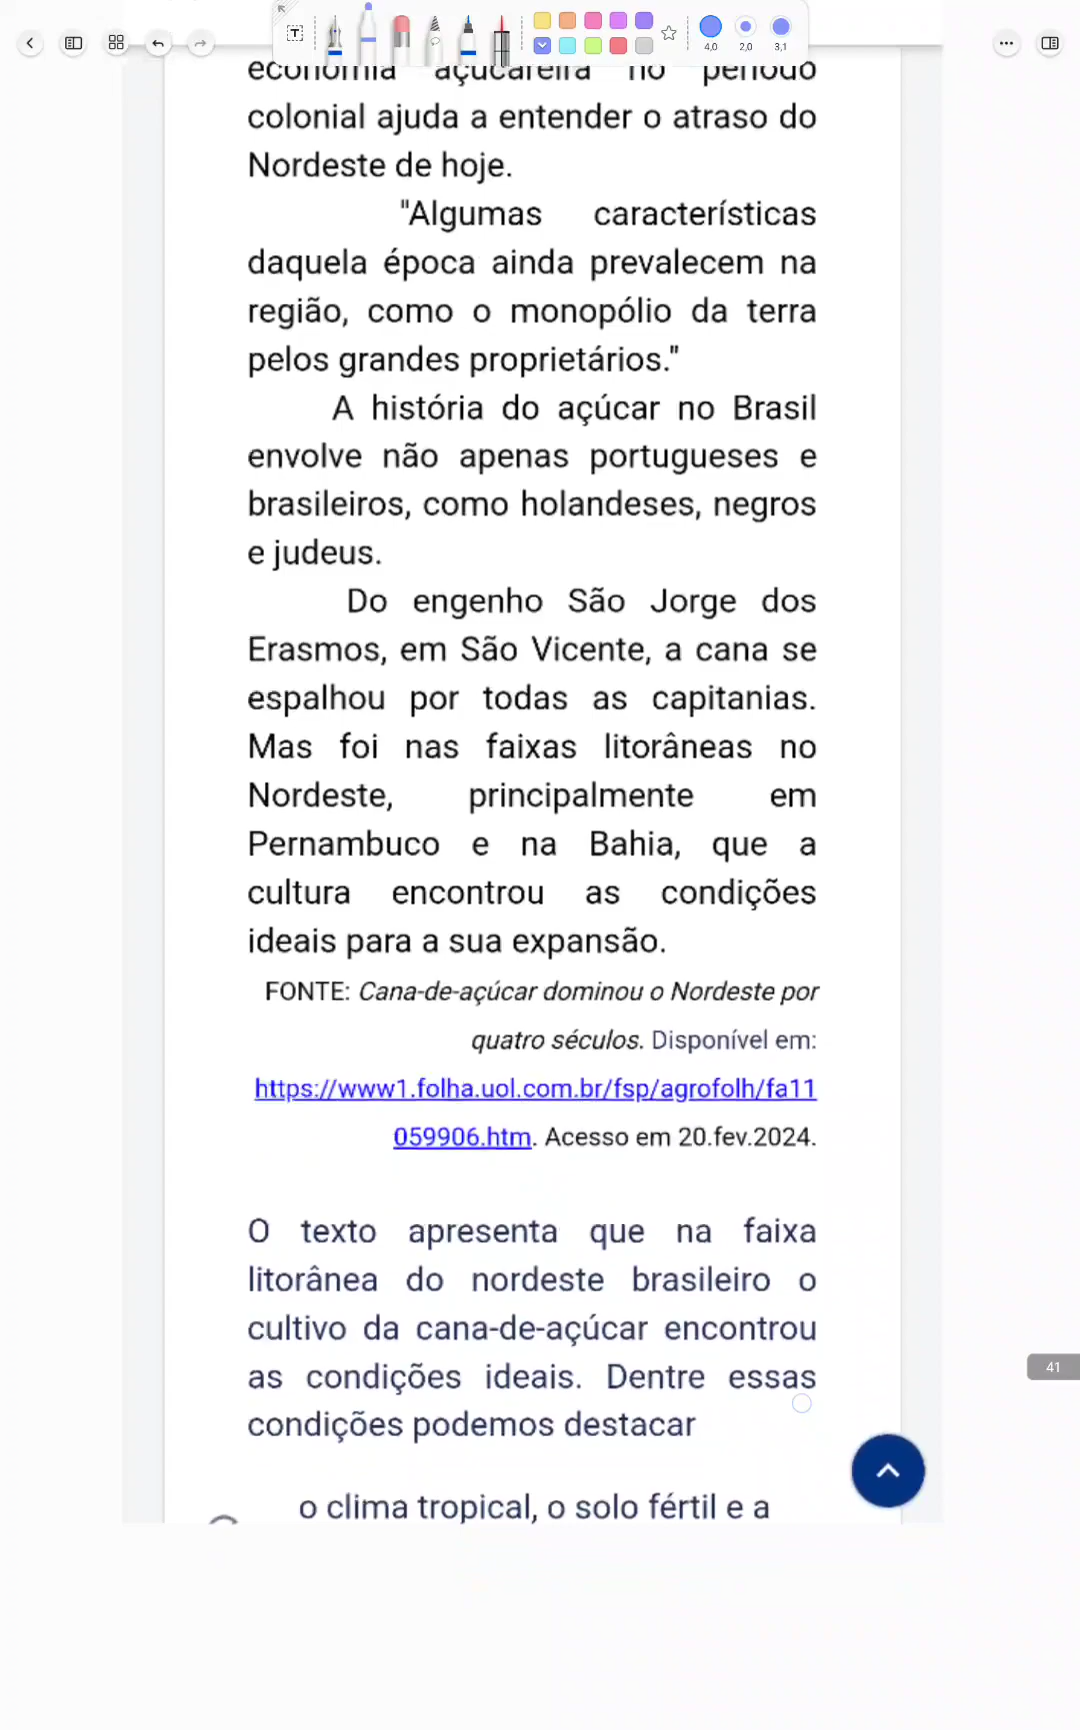 T
4,0
2,0
3,1
economia açucareira no período
colonial ajuda a entender o atraso do
Nordeste de hoje.
"Algumas características
daquela época ainda prevalecem na
região, como o monopólio da terra
pelos grandes proprietários."
A história do açúcar no Brasil
envolve não apenas portugueses e
brasileiros, como holandeses, negros
e judeus.
Do engenho São Jorge dos
Erasmos, em São Vicente, a cana se
espalhou por todas as capitanias.
Mas foi nas faixas litorâneas no
Nordeste, principalmente em
Pernambuco e na Bahia, que a
cultura encontrou as condições
ideais para a sua expansão.
FONTE: Cana-de-açúcar dominou o Nordeste por
quatro séculos. Disponível em:
https://www1.folha.uol.com.br/fsp/agrofolh/fa11
059906.htm. Acesso em 20.fev.2024.
O texto apresenta que na faixa
litorânea do nordeste brasileiro o
cultivo da cana-de-açúcar encontrou
as condições ideais. Dentre essas
condições podemos destacar
41
o clima tropical, o solo fértil e a